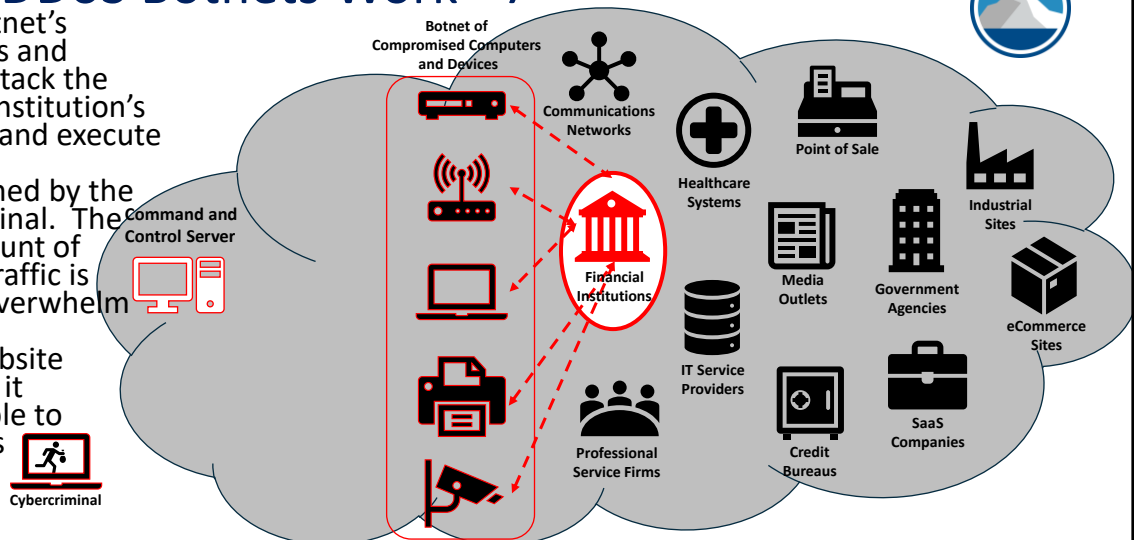 DDoS Botnets Work - 7
s and
tack the
nstitution's
and execute
ned by the
inal. The
unt of
raffic is
verwhelm
bsite
it
le to
s
Cybercriminal
Command and
Control Server
Botnet of
Compromised Computers
and Devices
Communications
Networks
Healthcare
Systems
Point of Sale
Industrial
Sites
Financial
Institutions
Media
Outlets
Government
Agencies
eCommerce
Sites
IT Service
Providers
SaaS
Companies
Professional
Service Firms
Credit
Bureaus